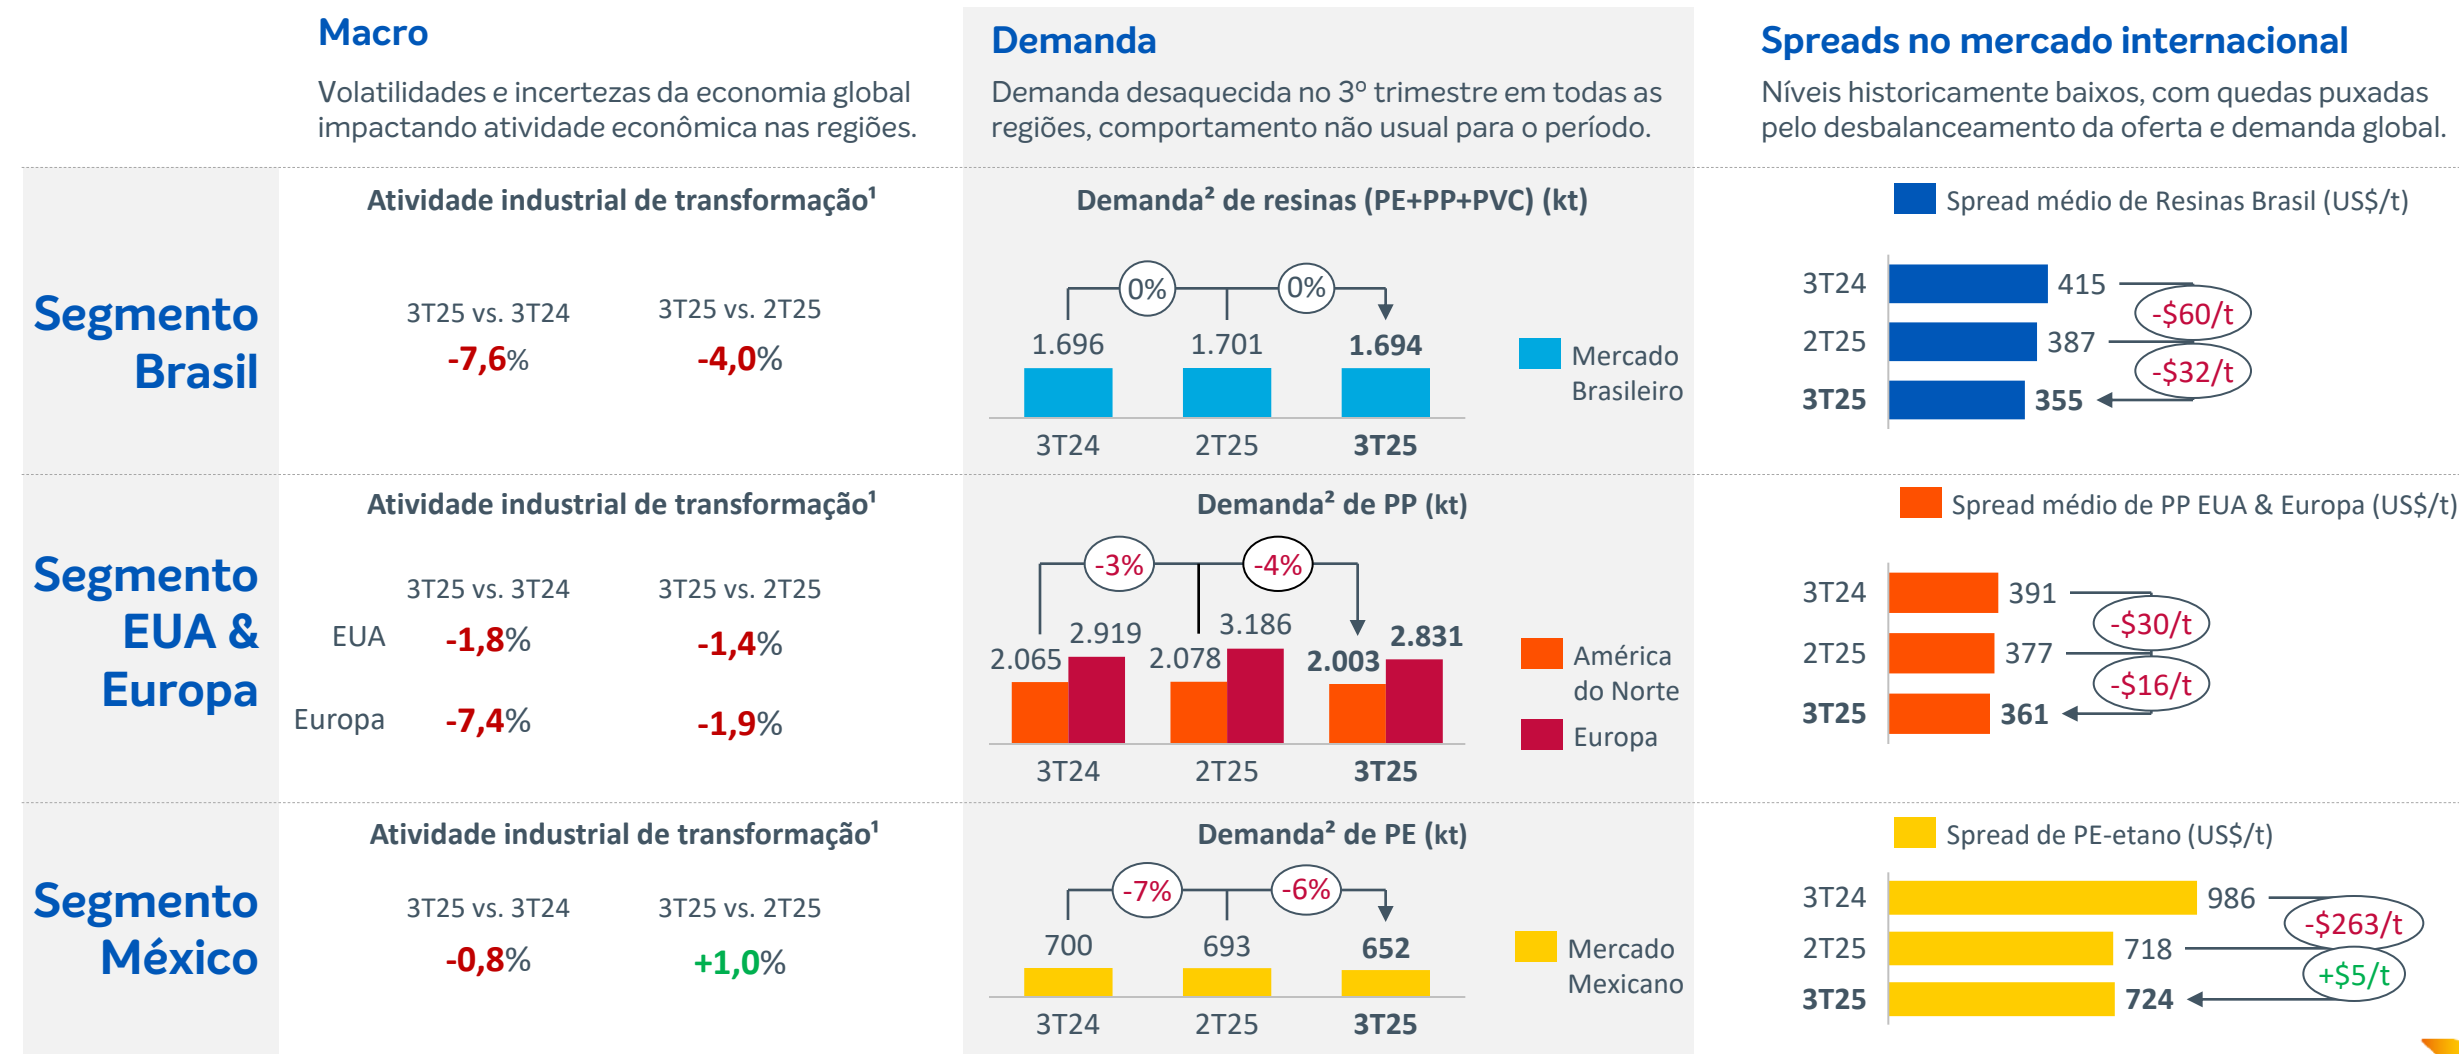 Macro
Volatilidades e incertezas da economia global
impactando atividade econômica nas regiões.
Demanda
Demanda desaquecida no 3º trimestre em todas as
regiões, comportamento não usual para o período.
Spreads no mercado internacional
Níveis historicamente baixos, com quedas puxadas
pelo desbalanceamento da oferta e demanda global.
Segmento
Brasil
Atividade industrial de transformação¹
3T25 vs. 3T24
3T25 vs. 2T25
-7,6%
-4,0%
Demanda² de resinas (PE+PP+PVC) (kt)
0%
0%
1.696
1.701
1.694
3T24
2T25
3T25
Mercado
Brasileiro
Spread médio de Resinas Brasil (US$/t)
3T24
415
-$60/t
2T25
387
-$32/t
3T25
355
Segmento
EUA &
Europa
Atividade industrial de transformação¹
3T25 vs. 3T24
3T25 vs. 2T25
EUA
-1,8%
-1,4%
Europa
-7,4%
-1,9%
Demanda² de PP (kt)
-3%
-4%
2.065
2.919
2.078
3.186
2.003
2.831
3T24
2T25
3T25
América
do Norte
Europa
Spread médio de PP EUA & Europa (US$/t)
3T24
391
-$30/t
2T25
377
-$16/t
3T25
361
Segmento
México
Atividade industrial de transformação¹
3T25 vs. 3T24
3T25 vs. 2T25
-0,8%
+1,0%
Demanda² de PE (kt)
-7%
-6%
700
693
652
3T24
2T25
3T25
Mercado
Mexicano
Spread de PE-etano (US$/t)
3T24
986
-$263/t
2T25
718
+$5/t
3T25
724